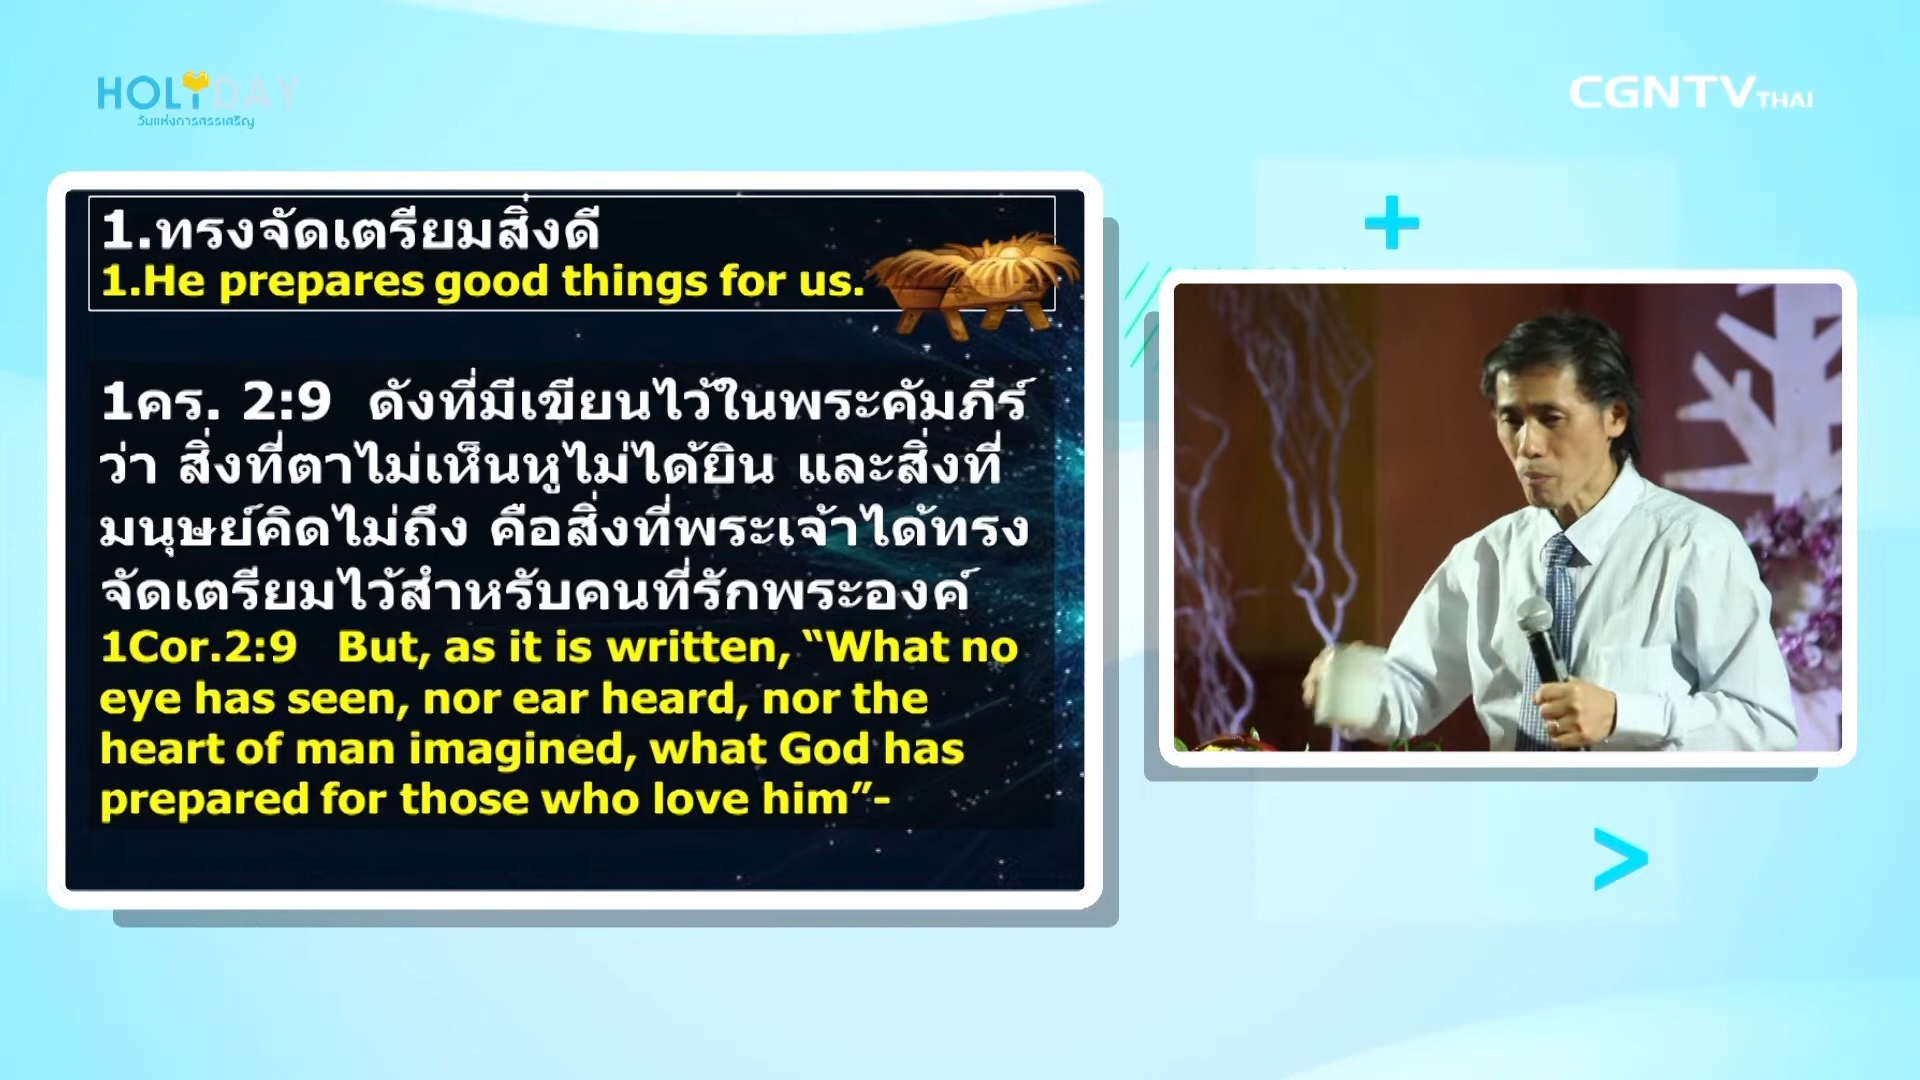 HOLYDAY
วันแห่งการสรรเสริญ
CGNTV THAI
1.ทรงจัดเตรียมสิ่งดี
1.He prepares good things for us.
1คร. 2:9 ดังที่มีเขียนไว้ในพระคัมภีร์
ว่า สิ่งที่ตาไม่เห็นหูไม่ได้ยิน และสิ่งที่
มนุษย์คิดไม่ถึง คือสิ่งที่พระเจ้าได้ทรง
จัดเตรียมไว้สำหรับคนที่รักพระองค์
1Cor.2:9 But, as it is written, “What no
eye has seen, nor ear heard, nor the
heart of man imagined, what God has
prepared for those who love him”-